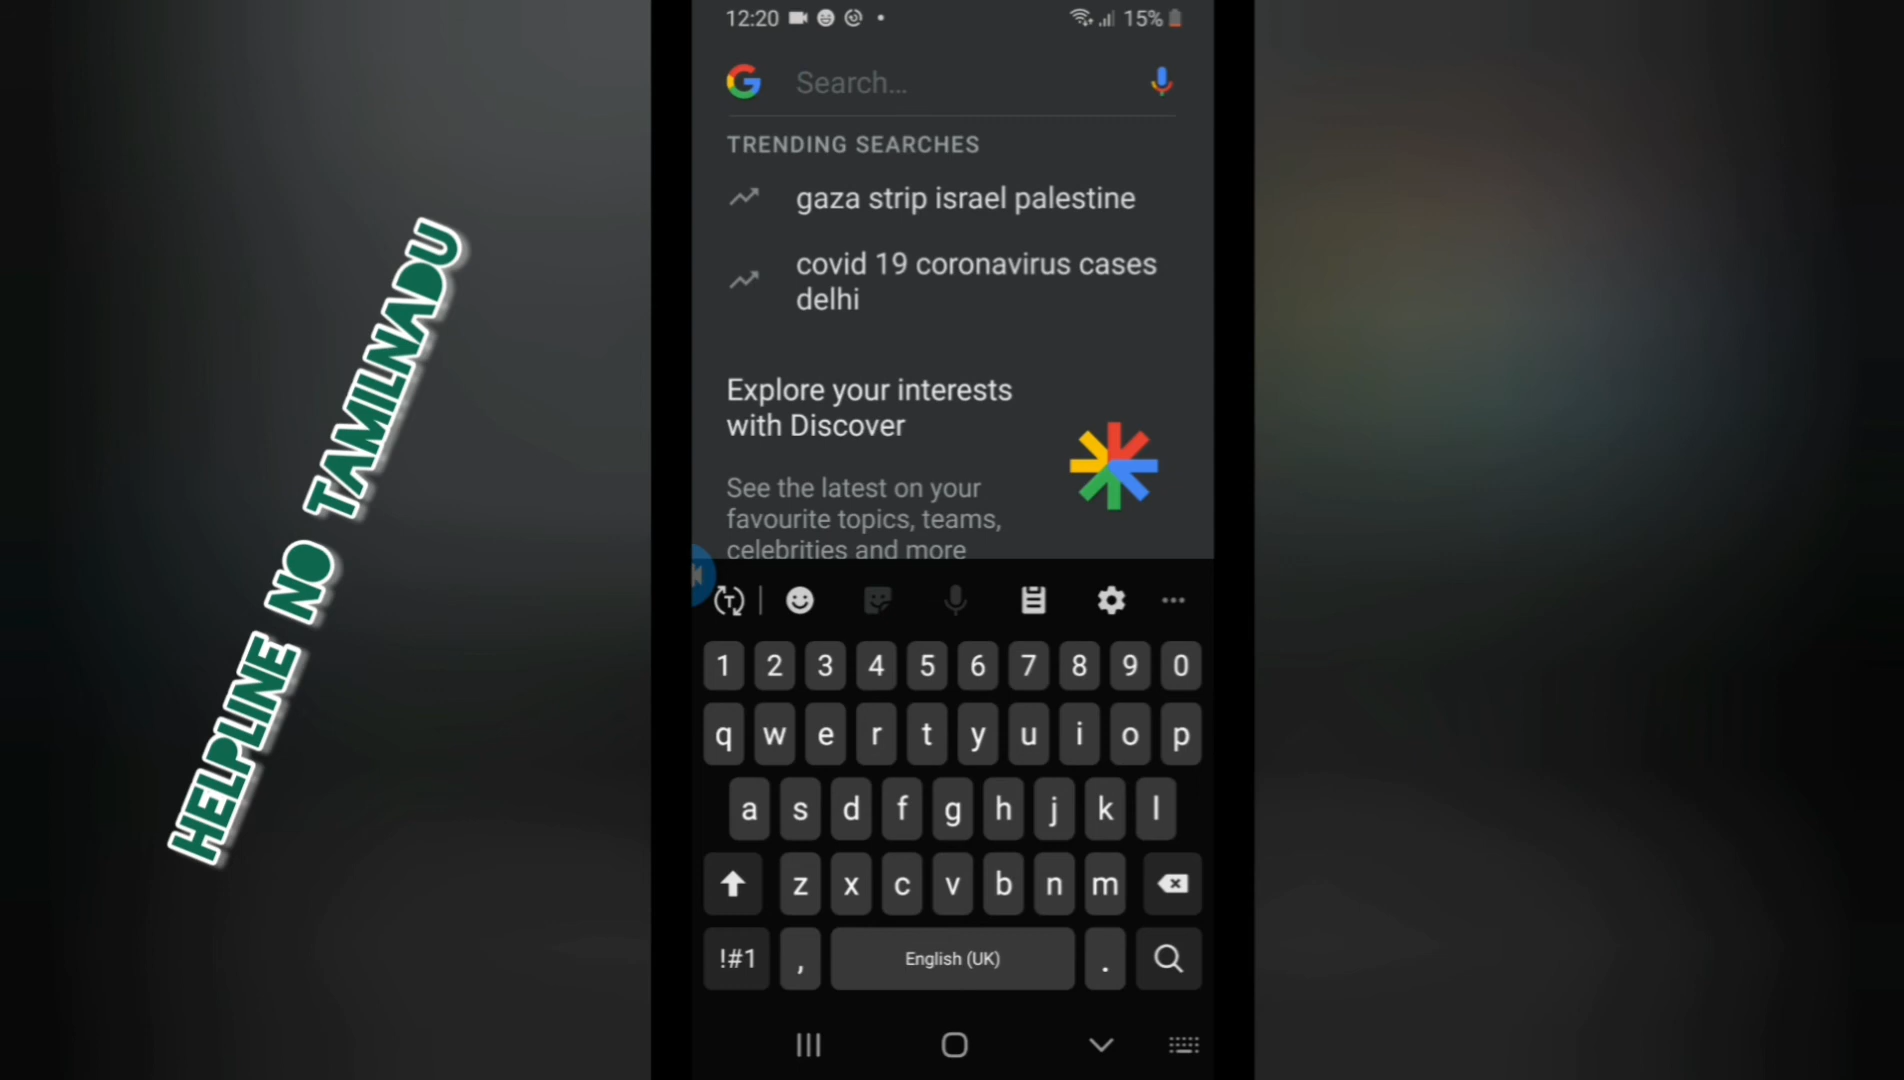 HELPLINE NO TAMILNADU
12:20
15%
Search...
TRENDING SEARCHES
gaza strip israel palestine
covid 19 coronavirus cases
delhi
Explore your interests
with Discover
See the latest on your
favourite topics, teams,
celebrities and more
1 2 3 4 5 6 7 8 9 0
q w e r t y u i o p
a s d f g h j k l
z x c v b n m
!#1 , English (UK) .